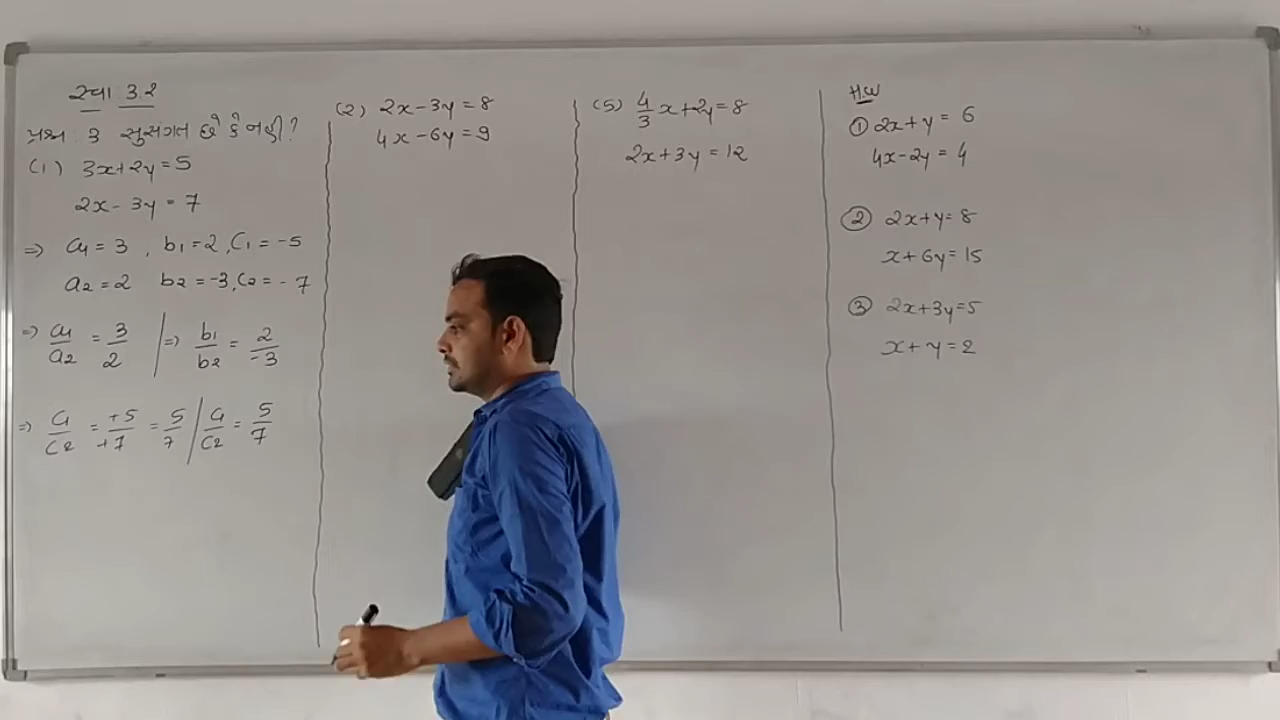 સ્વા 3.2
પ્રશ્ન : 3 સુસંગત છે કે નહી?
(1) 3x+2y=5
2x-3y=7
⇒ a1=3, b1=2, C1=-5
a2=2 b2=-3, C2=-7
⇒ a1/a2 = 3/2 | ⇒ b1/b2 = 2/-3
⇒ C1/C2 = +5/+7 = 5/7 | C1/C2 = 5/7
(2) 2x-3y=8
4x-6y=9
(5) 4/3 x+2y=8
2x+3y=12
H.W
① 2x+y=6
4x-2y=4
② 2x+y=8
x+6y=15
③ 2x+3y=5
x+y=2